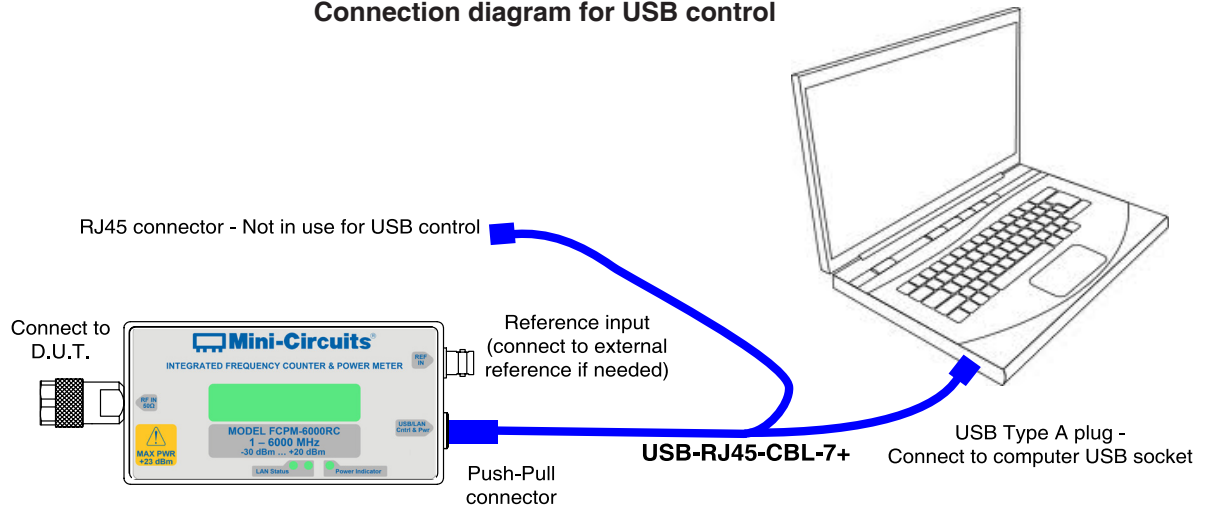 Connection diagram for USB control
RJ45 connector - Not in use for USB control
Connect to
D.U.T.
Mini-Circuits®
INTEGRATED FREQUENCY COUNTER & POWER METER
REF
IN
RF IN
50Ω
USB/LAN
Cntrl & Pwr
MODEL FCPM-6000RC
1 – 6000 MHz
-30 dBm ... +20 dBm
MAX PWR
+23 dBm
LAN Status
Power Indicator
Reference input
(connect to external
reference if needed)
Push-Pull
connector
USB-RJ45-CBL-7+
USB Type A plug -
Connect to computer USB socket